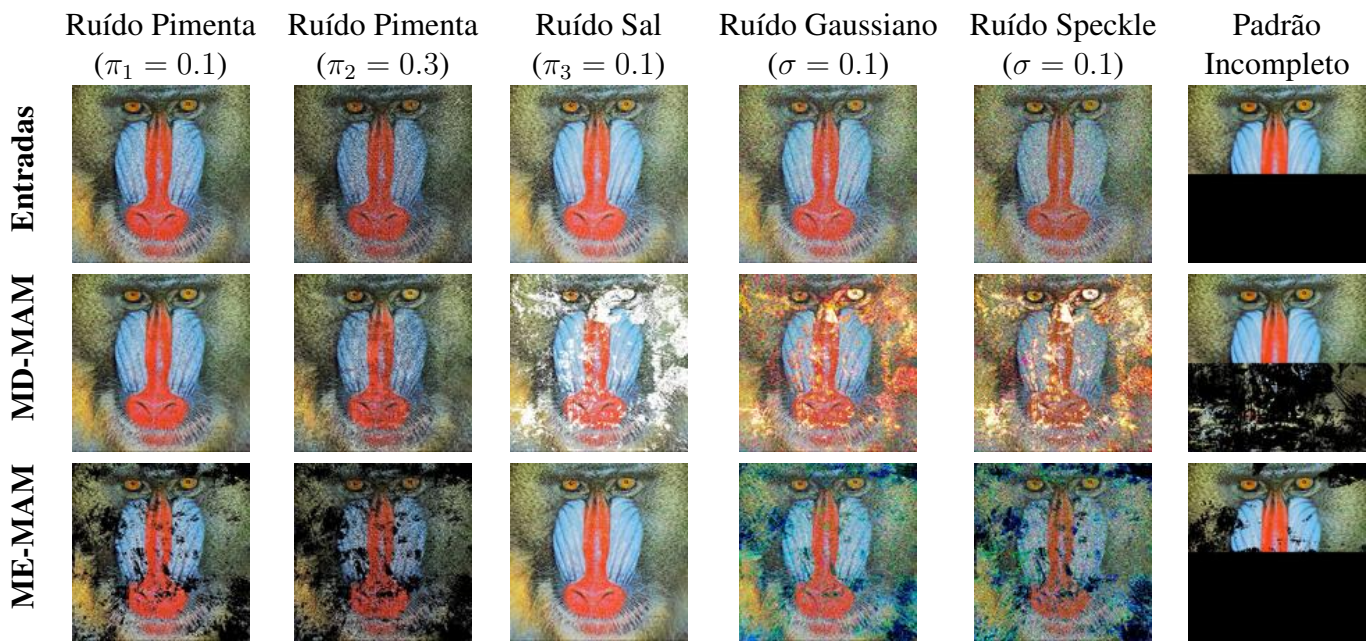 Ruído Pimenta
(π₁ = 0.1)
Ruído Pimenta
(π₂ = 0.3)
Ruído Sal
(π₃ = 0.1)
Ruído Gaussiano
(σ = 0.1)
Ruído Speckle
(σ = 0.1)
Padrão
Incompleto
Entradas
MD-MAM
ME-MAM